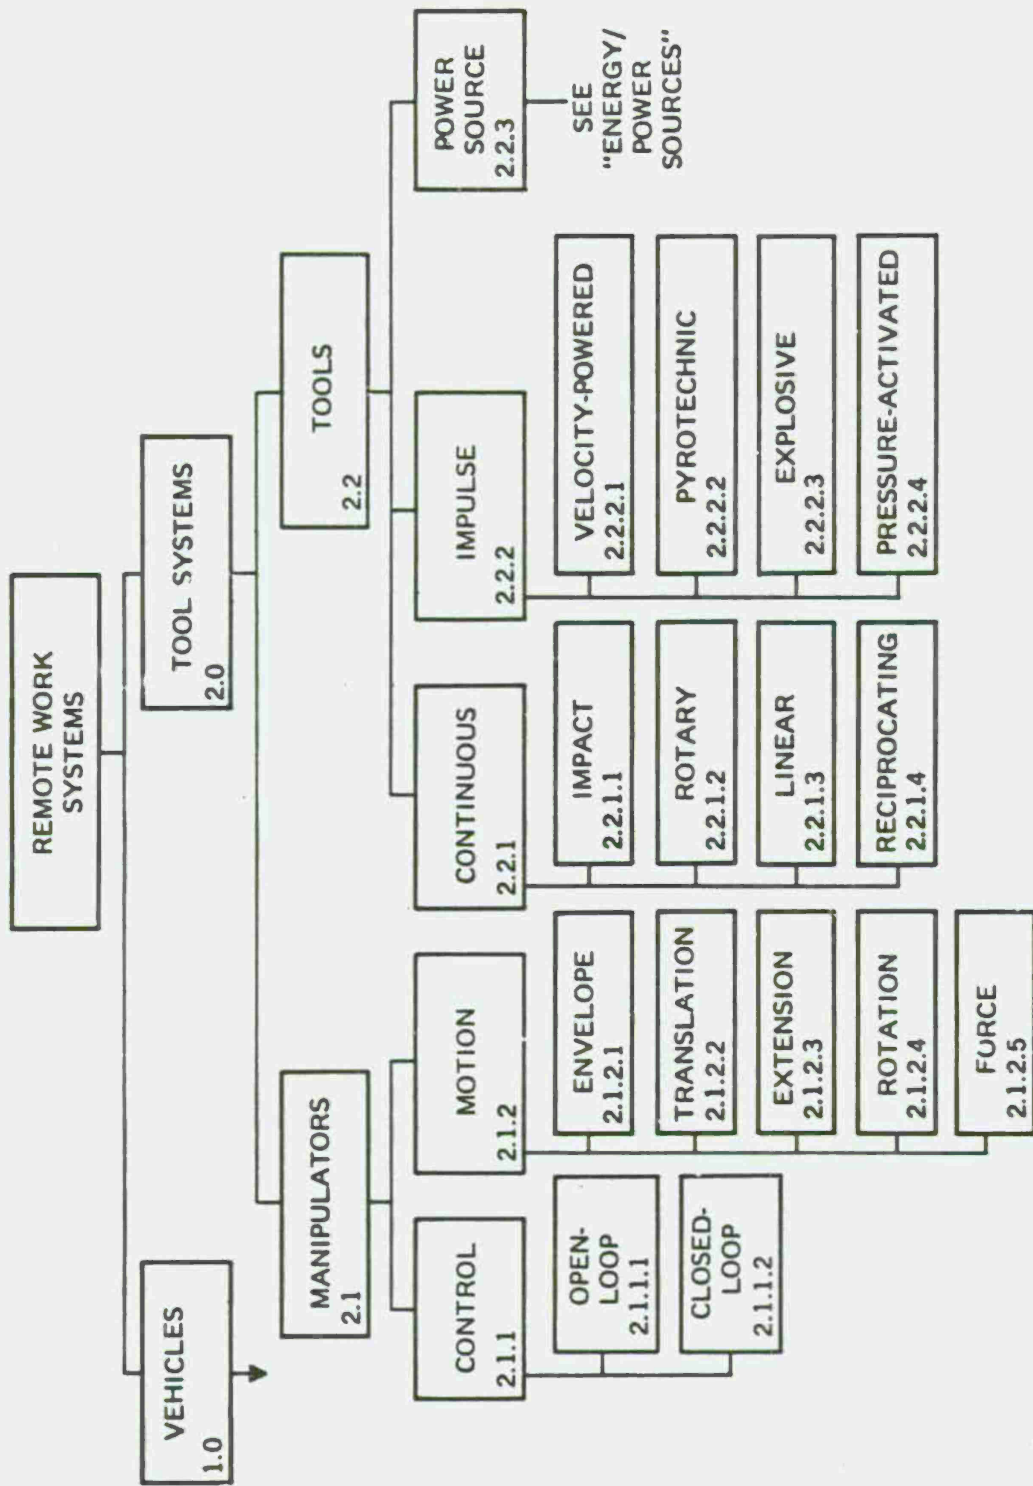 REMOTE WORK
SYSTEMS
VEHICLES
1.0
TOOL SYSTEMS
2.0
MANIPULATORS
2.1
TOOLS
2.2
CONTROL
2.1.1
MOTION
2.1.2
CONTINUOUS
2.2.1
IMPULSE
2.2.2
POWER
SOURCE
2.2.3
OPEN-
LOOP
2.1.1.1
CLOSED-
LOOP
2.1.1.2
ENVELOPE
2.1.2.1
TRANSLATION
2.1.2.2
EXTENSION
2.1.2.3
ROTATION
2.1.2.4
FORCE
2.1.2.5
IMPACT
2.2.1.1
ROTARY
2.2.1.2
LINEAR
2.2.1.3
RECIPROCATING
2.2.1.4
VELOCITY-POWERED
2.2.2.1
PYROTECHNIC
2.2.2.2
EXPLOSIVE
2.2.2.3
PRESSURE-ACTIVATED
2.2.2.4
SEE
"ENERGY/
POWER
SOURCES"